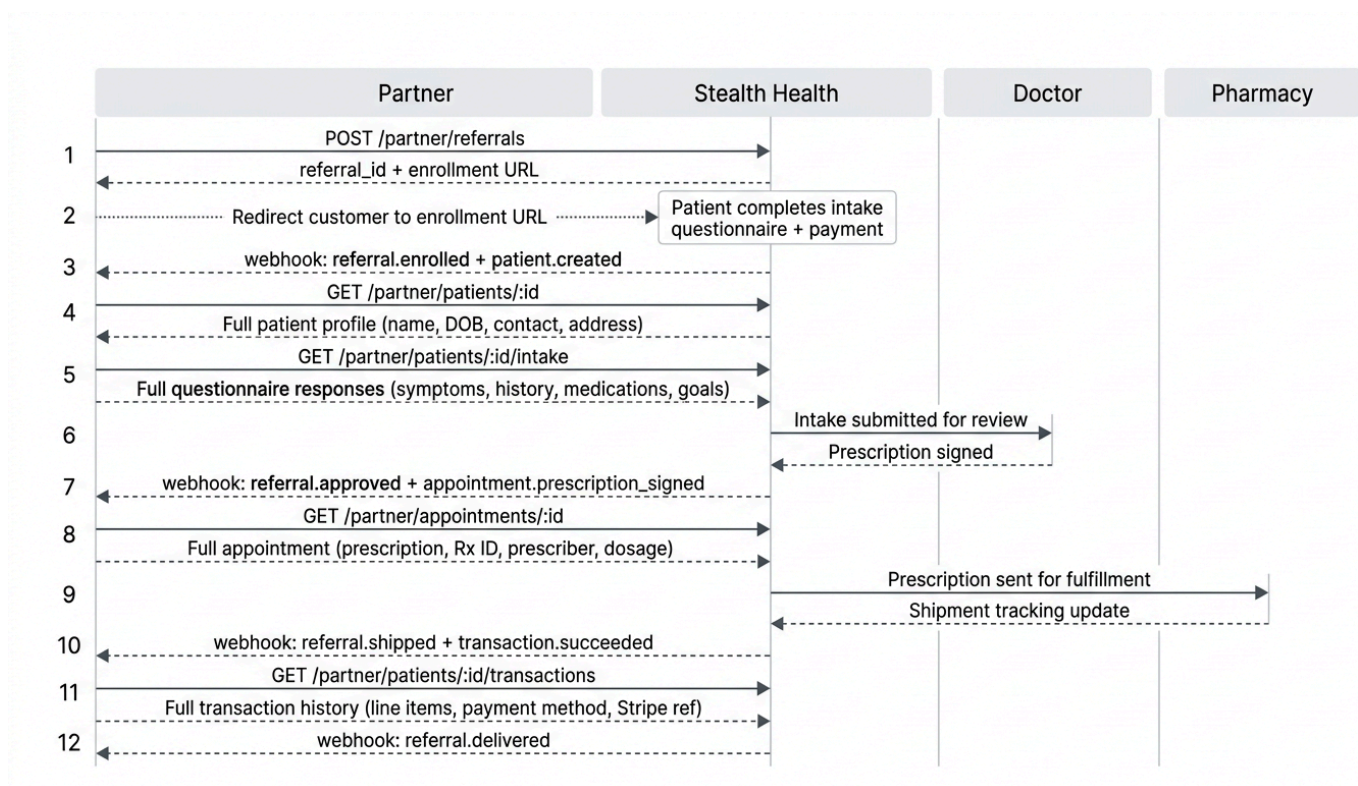 Partner Stealth Health Doctor Pharmacy
POST /partner/referrals
1
referral_id + enrollment URL
2 Redirect customer to enrollment URL
Patient completes intake
questionnaire + payment
webhook: referral.enrolled + patient.created
3
GET /partner/patients/:id
4
Full patient profile (name, DOB, contact, address)
GET /partner/patients/:id/intake
5
Full questionnaire responses (symptoms, history, medications, goals)
Intake submitted for review
6
Prescription signed
webhook: referral.approved + appointment.prescription_signed
7
GET /partner/appointments/:id
8
Full appointment (prescription, Rx ID, prescriber, dosage)
Prescription sent for fulfillment
9
Shipment tracking update
webhook: referral.shipped + transaction.succeeded
10
GET /partner/patients/:id/transactions
11
Full transaction history (line items, payment method, Stripe ref)
12 webhook: referral.delivered